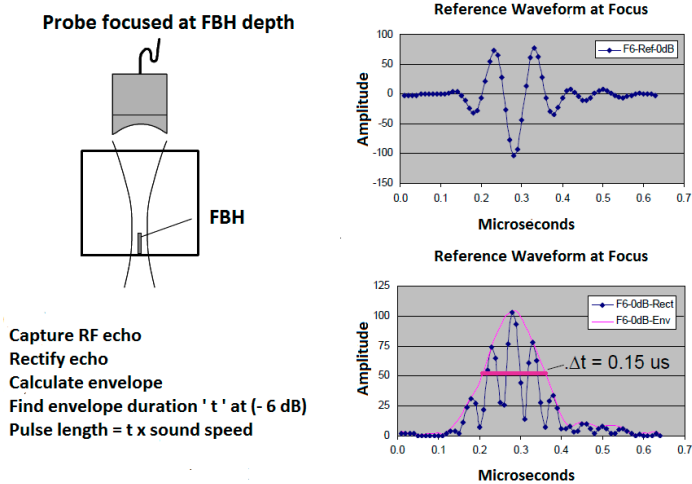 Probe focused at FBH depth
FBH
Capture RF echo
Rectify echo
Calculate envelope
Find envelope duration ' t ' at (- 6 dB)
Pulse length = t x sound speed
Reference Waveform at Focus
Amplitude
100
50
0
-50
-100
-150
F6-Ref-0dB
0.0 0.1 0.2 0.3 0.4 0.5 0.6 0.7
Microseconds
Reference Waveform at Focus
Amplitude
125
100
75
50
25
0
F6-0dB-Rect
F6-0dB-Env
.Δt = 0.15 us
0.0 0.1 0.2 0.3 0.4 0.5 0.6 0.7
Microseconds